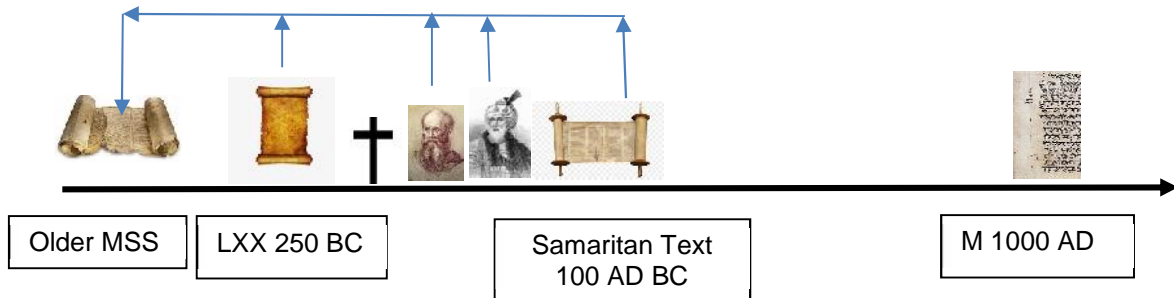 Older MSS
LXX 250 BC
Samaritan Text
100 AD BC
M 1000 AD